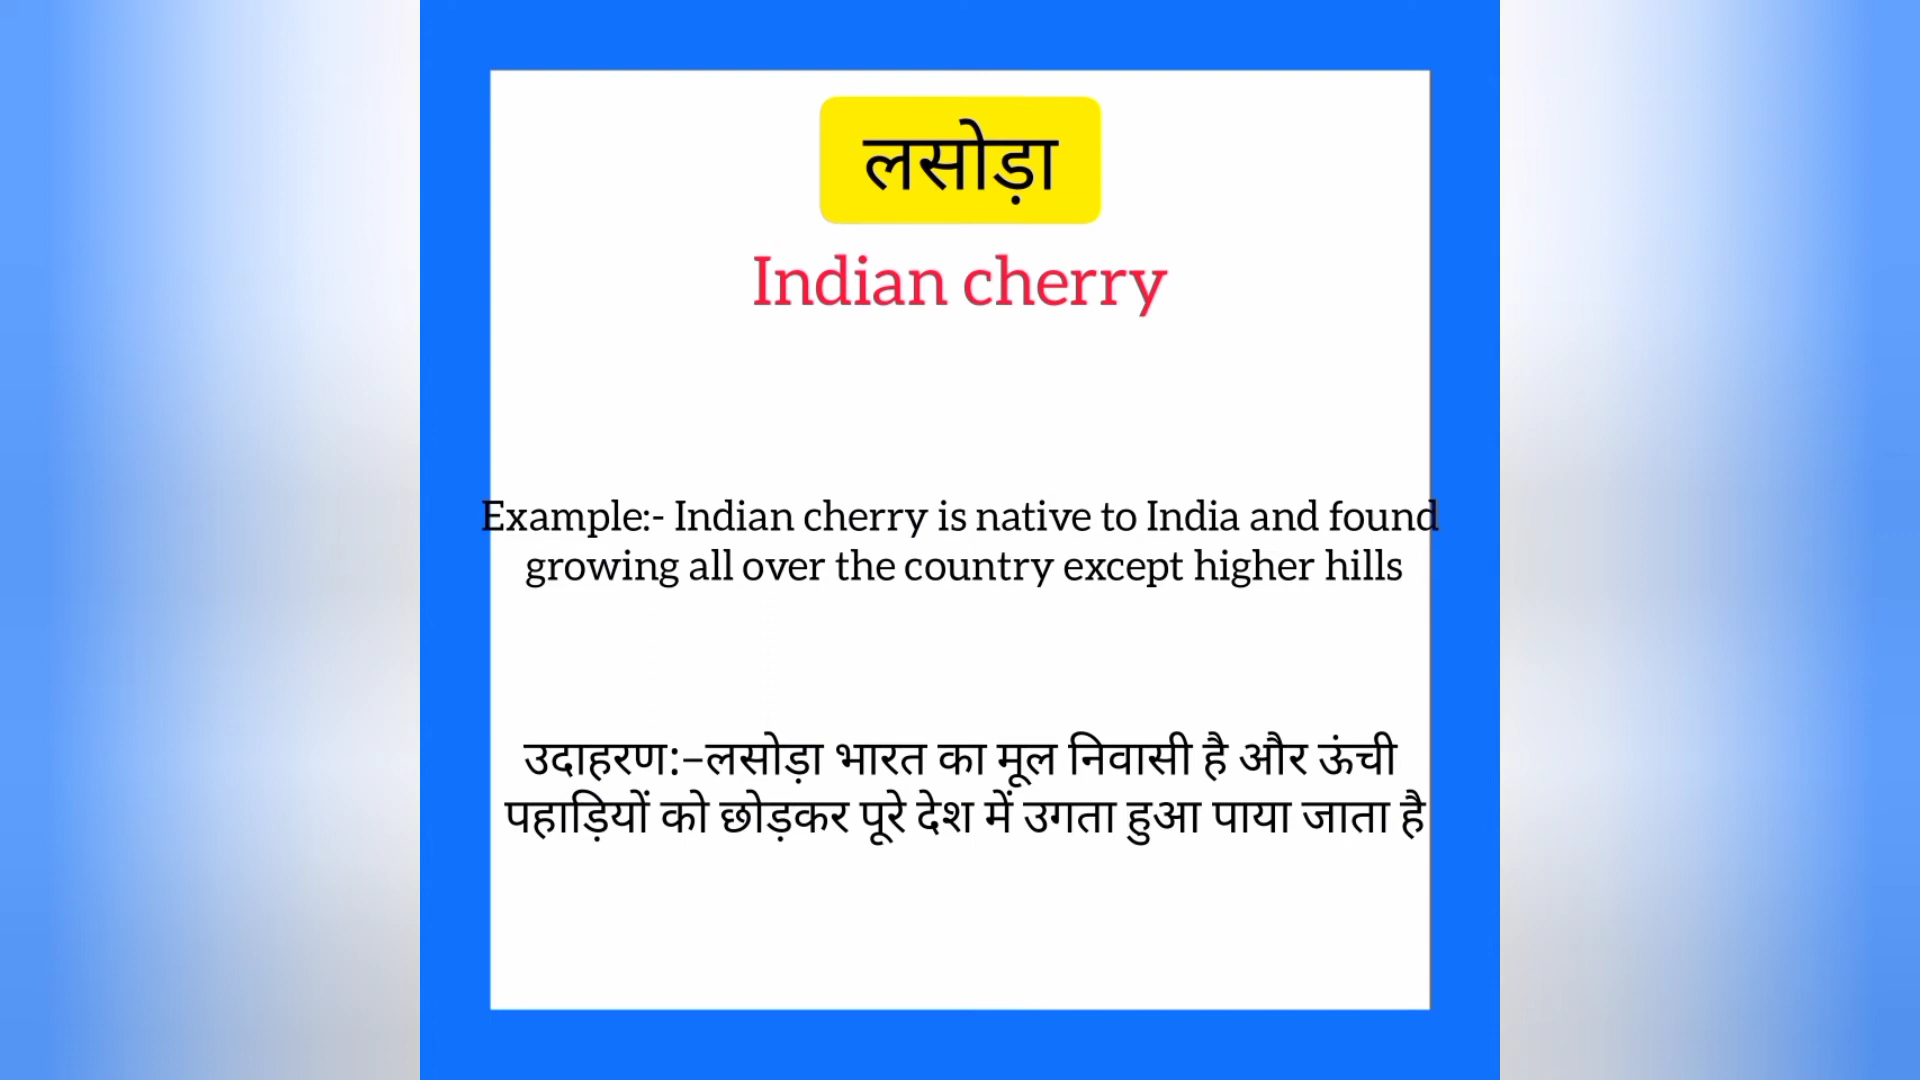 लसोड़ा
Indian cherry
Example:- Indian cherry is native to India and found
growing all over the country except higher hills
उदाहरण:–लसोड़ा भारत का मूल निवासी है और ऊंची
पहाड़ियों को छोड़कर पूरे देश में उगता हुआ पाया जाता है